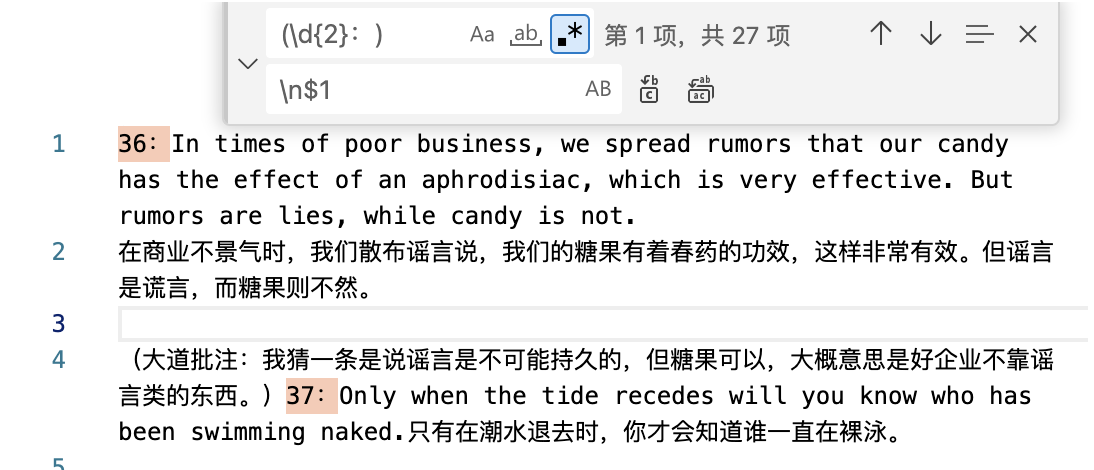 (\d{2}：)
Aa ab .* 第 1 项，共 27 项
\n$1
AB
1 36：In times of poor business, we spread rumors that our candy
has the effect of an aphrodisiac, which is very effective. But
rumors are lies, while candy is not.
2 在商业不景气时，我们散布谣言说，我们的糖果有着春药的功效，这样非常有效。但谣言
是谎言，而糖果则不然。
3
4 （大道批注：我猜一条是说谣言是不可能持久的，但糖果可以，大概意思是好企业不靠谣
言类的东西。）37：Only when the tide recedes will you know who has
been swimming naked.只有在潮水退去时，你才会知道谁一直在裸泳。
5